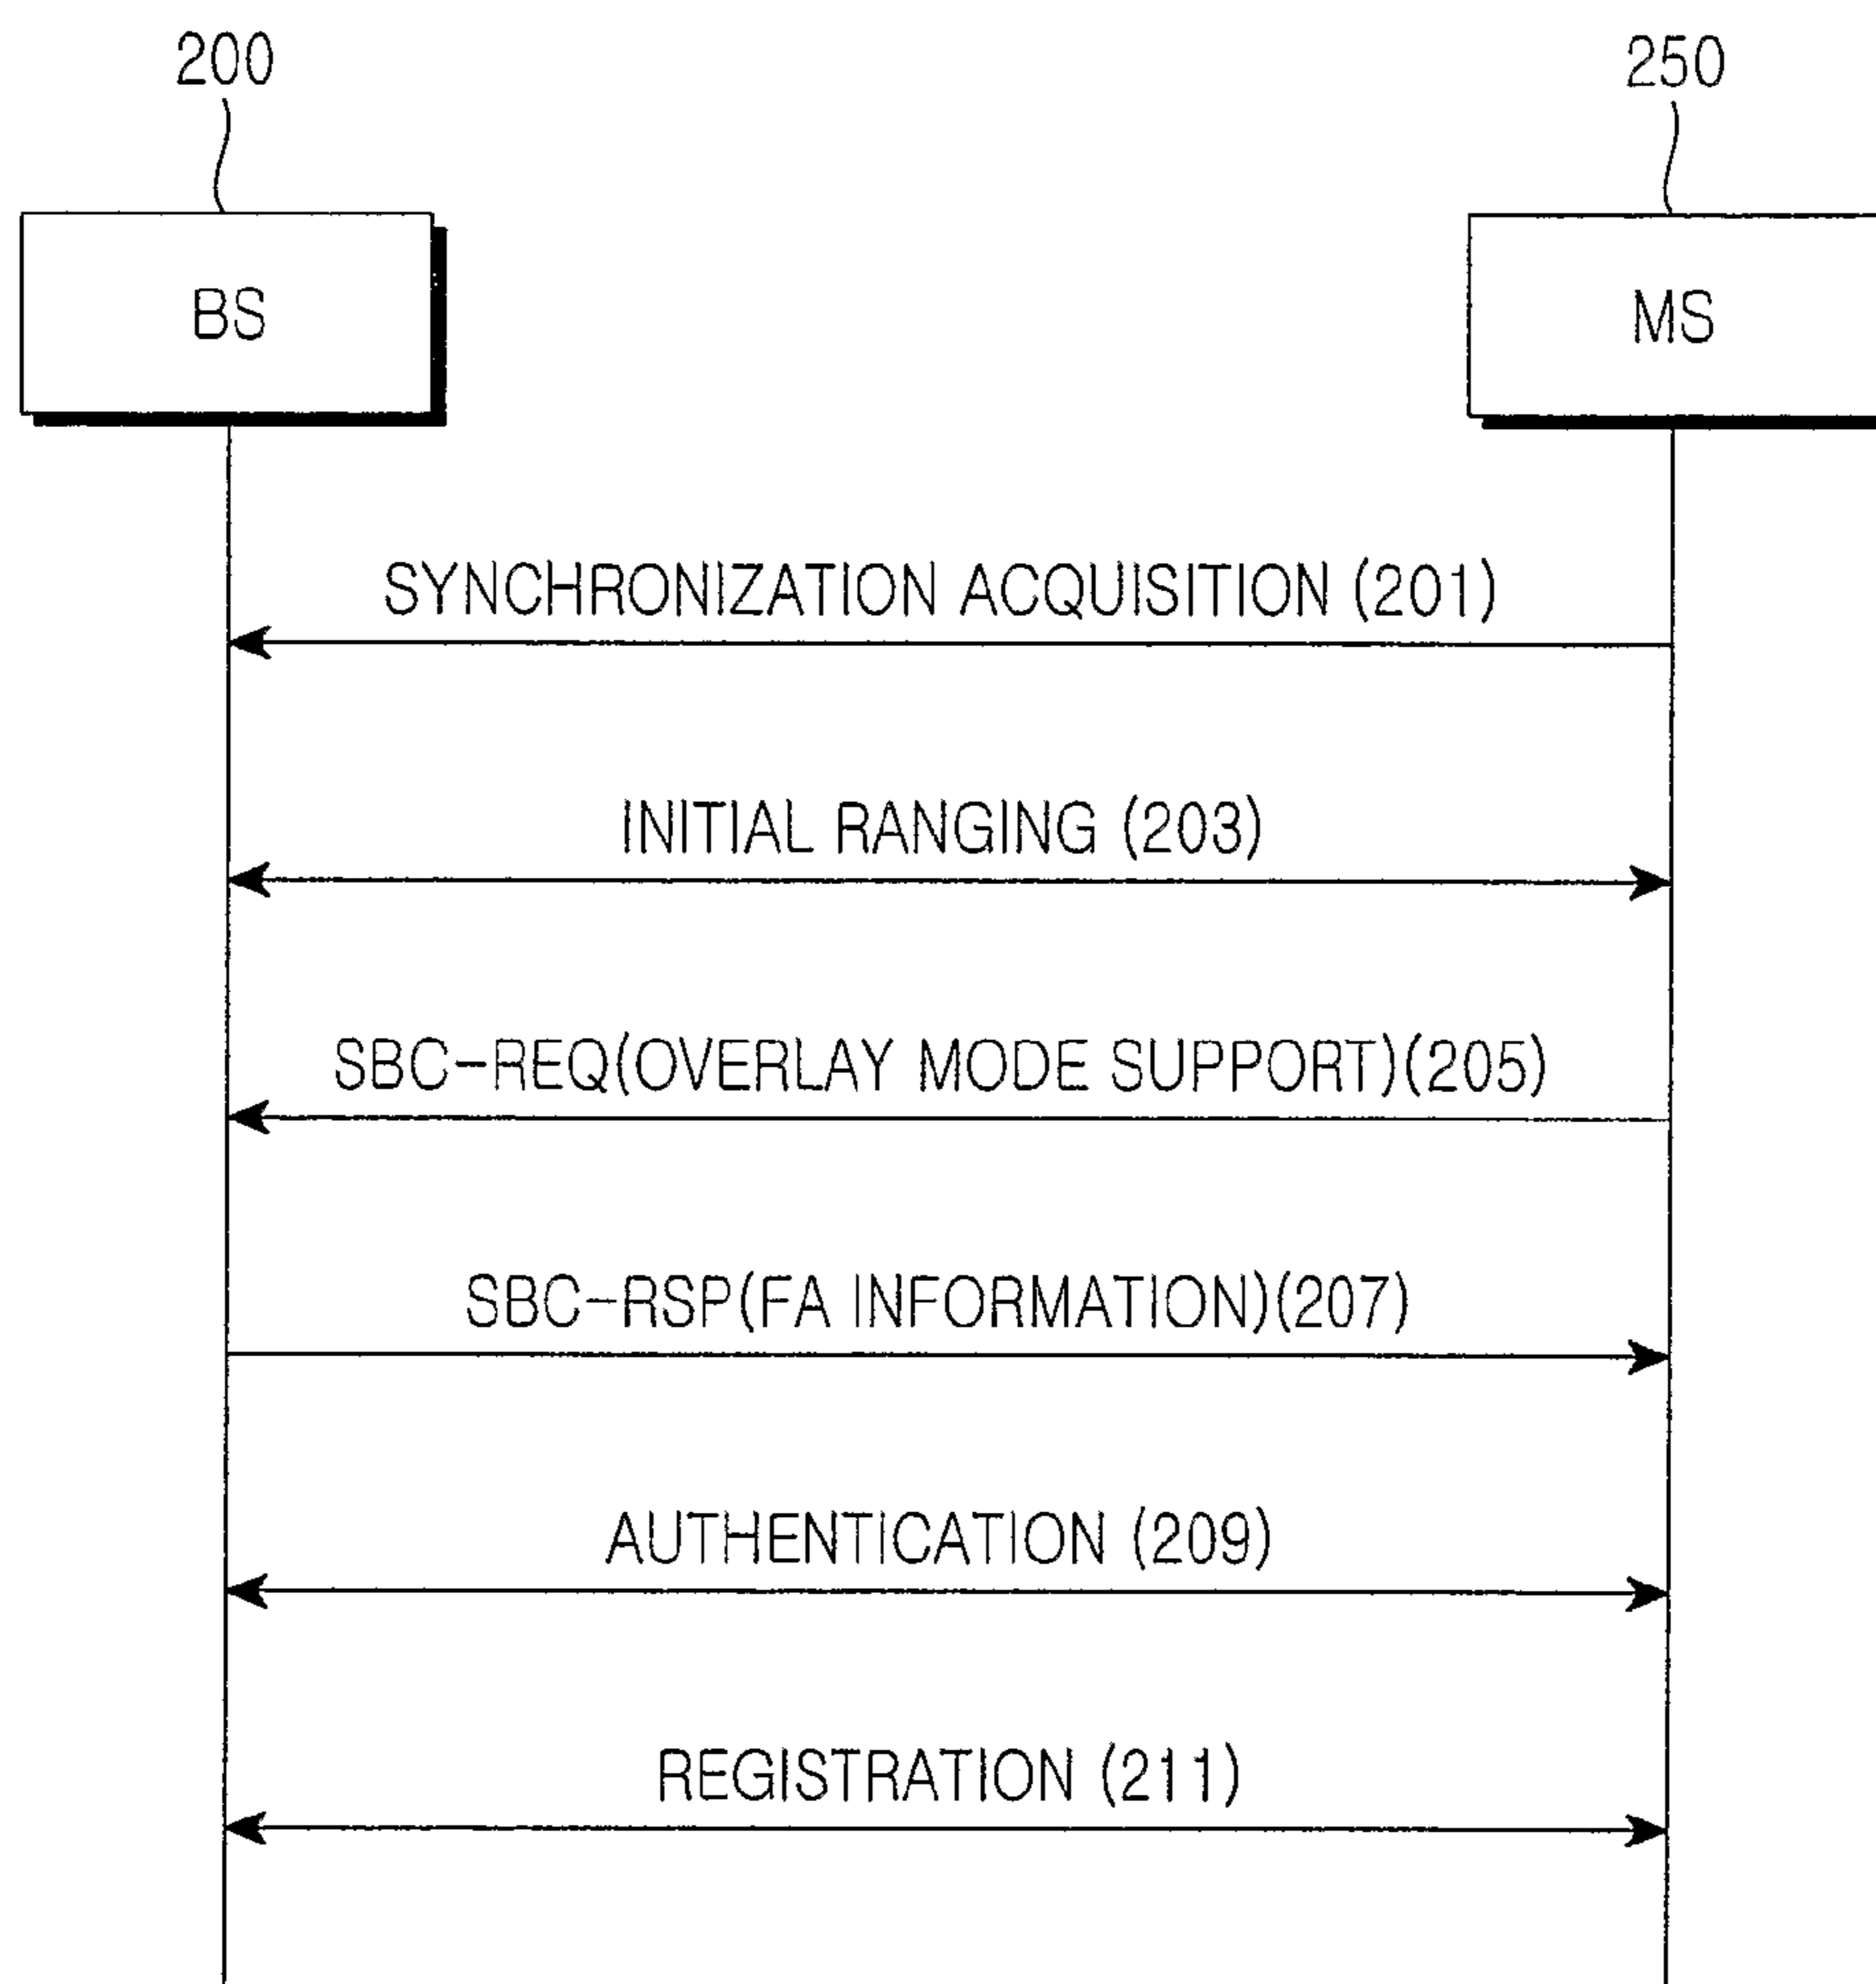 200
250
BS
MS
SYNCHRONIZATION ACQUISITION (201)
INITIAL RANGING (203)
SBC-REQ(OVERLAY MODE SUPPORT)(205)
SBC-RSP(FA INFORMATION)(207)
AUTHENTICATION (209)
REGISTRATION (211)